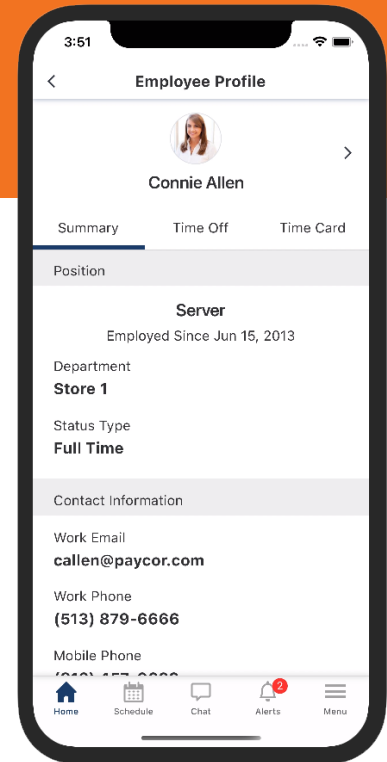 3:51
Employee Profile
Connie Allen
Summary Time Off Time Card
Position
Server
Employed Since Jun 15, 2013
Department
Store 1
Status Type
Full Time
Contact Information
Work Email
callen@paycor.com
Work Phone
(513) 879-6666
Mobile Phone
2
Home Schedule Chat Alerts Menu